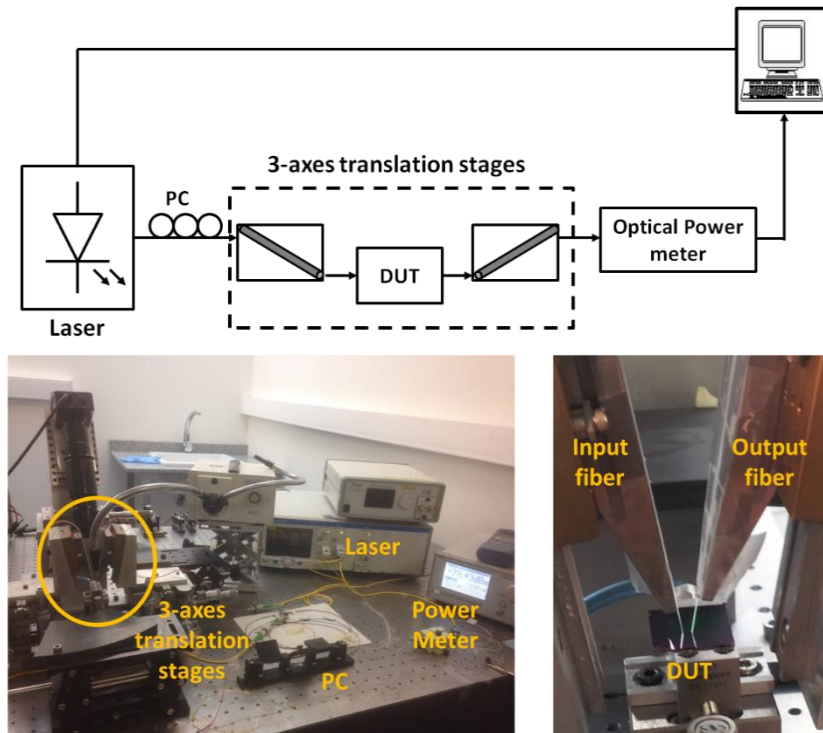 3-axes translation stages
PC
DUT
Optical Power
meter
Laser
Input
fiber
Output
fiber
Laser
3-axes
translation
stages
Power
Meter
PC
DUT